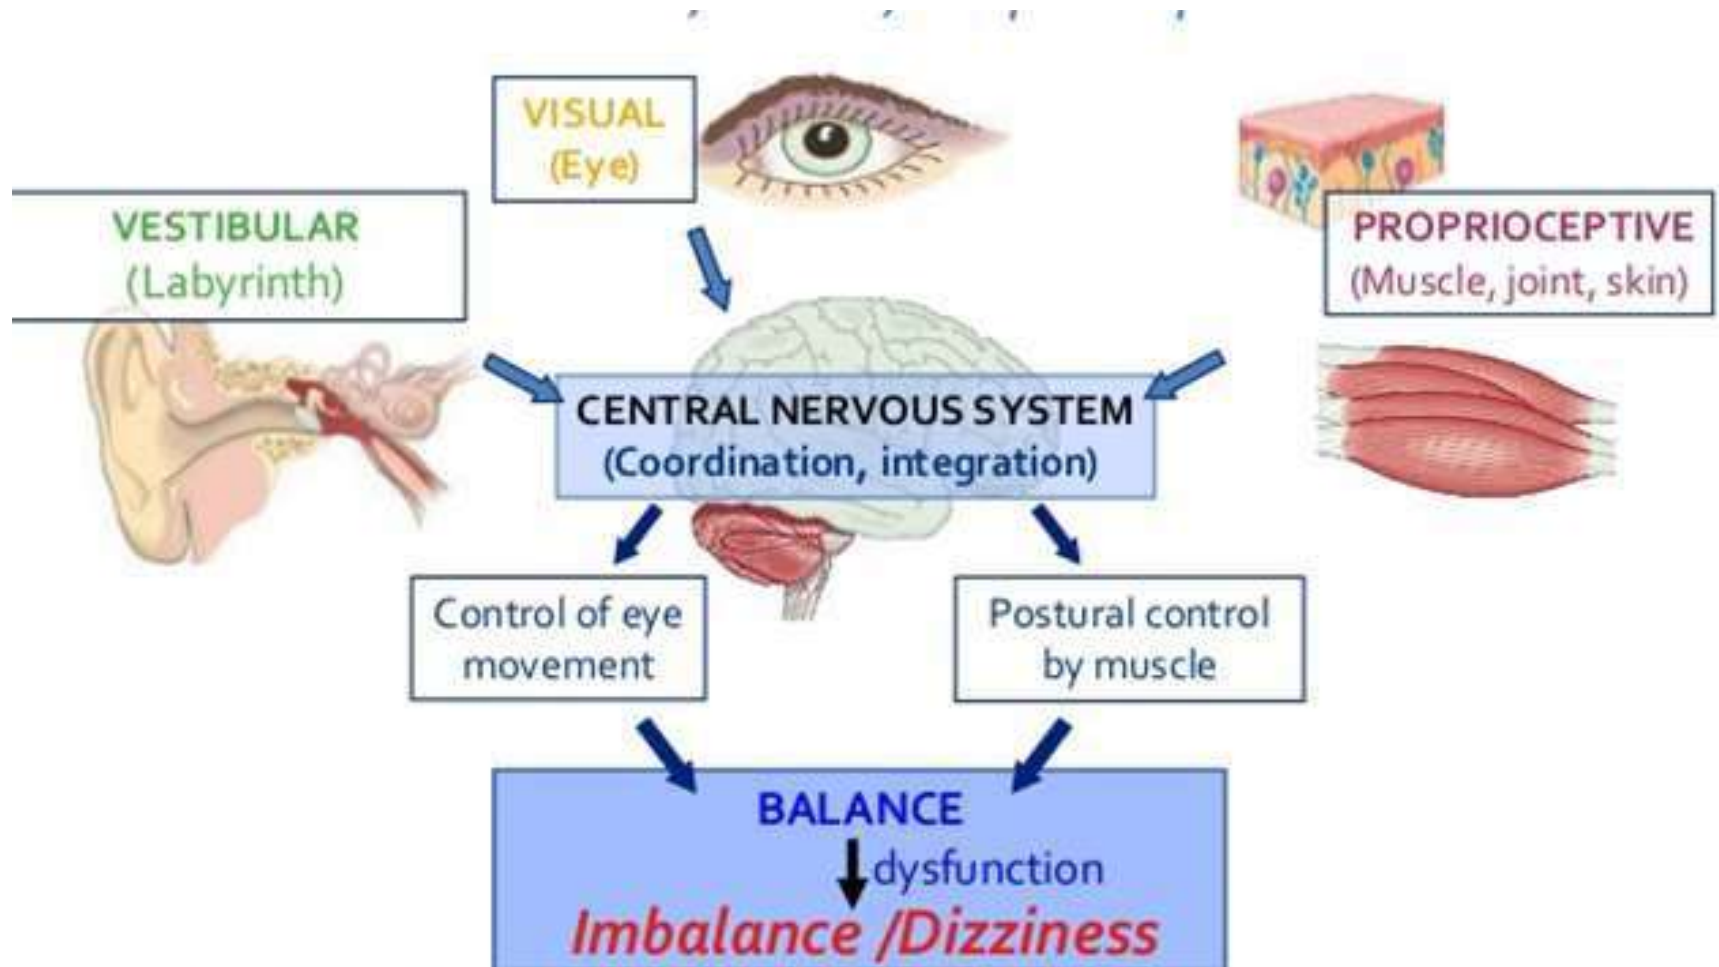 VISUAL
(Eye)
VESTIBULAR
(Labyrinth)
PROPRIOCEPTIVE
(Muscle, joint, skin)
CENTRAL NERVOUS SYSTEM
(Coordination, integration)
Control of eye
movement
Postural control
by muscle
BALANCE
dysfunction
Imbalance /Dizziness